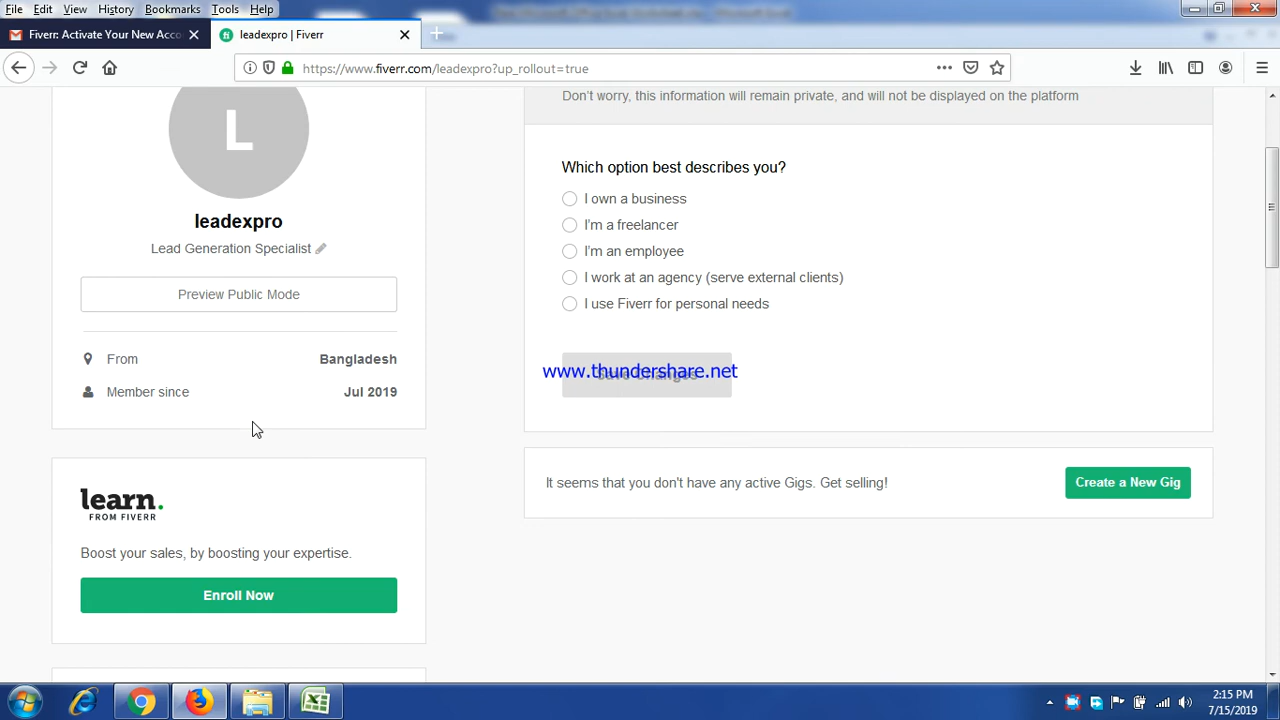 File Edit View History Bookmarks Tools Help
Fiverr: Activate Your New Acco
leadexpro | Fiverr
https://www.fiverr.com/leadexpro?up_rollout=true
Don't worry, this information will remain private, and will not be displayed on the platform
L
leadexpro
Lead Generation Specialist
Preview Public Mode
From Bangladesh
Member since Jul 2019
Which option best describes you?
I own a business
I'm a freelancer
I'm an employee
I work at an agency (serve external clients)
I use Fiverr for personal needs
www.thundershare.net
It seems that you don't have any active Gigs. Get selling!
Create a New Gig
learn.
FROM FIVERR
Boost your sales, by boosting your expertise.
Enroll Now
2:15 PM
7/15/2019